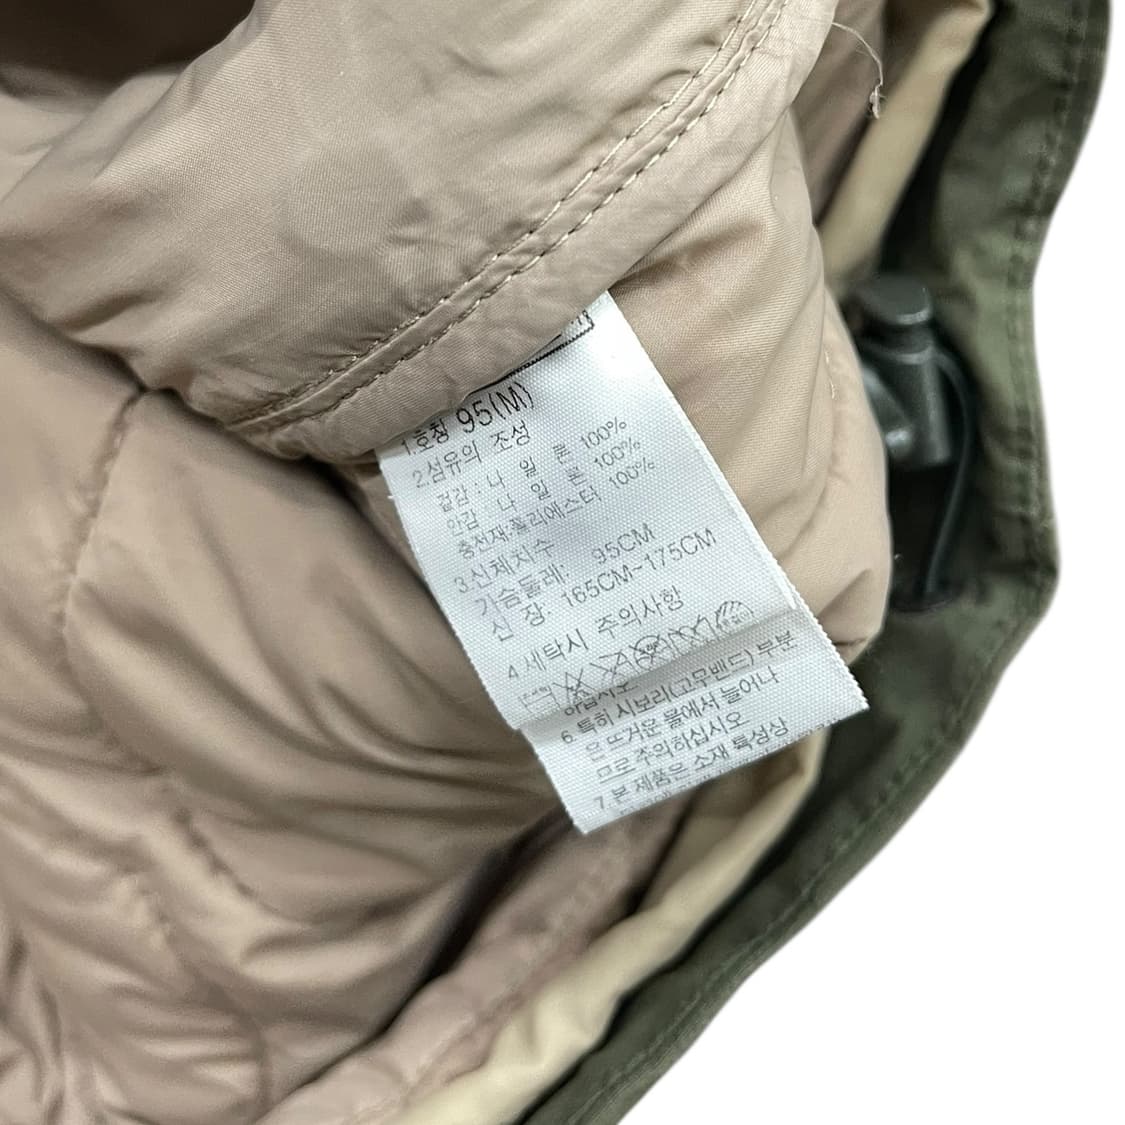 1.호칭 95(M)
2.섬유의 조성
겉감 : 나 일 론 100%
안감 : 나 일 론 100%
충전재:폴리에스터 100%
3.신체치수
가슴둘레: 95CM
신 장: 165CM~175CM
4.세탁시 주의사항
하십시오
6.특히 시보리(고무밴드) 부분
은 뜨거운 물에서 늘어나
므로 주의하십시오
7.본 제품은 소재 특성상